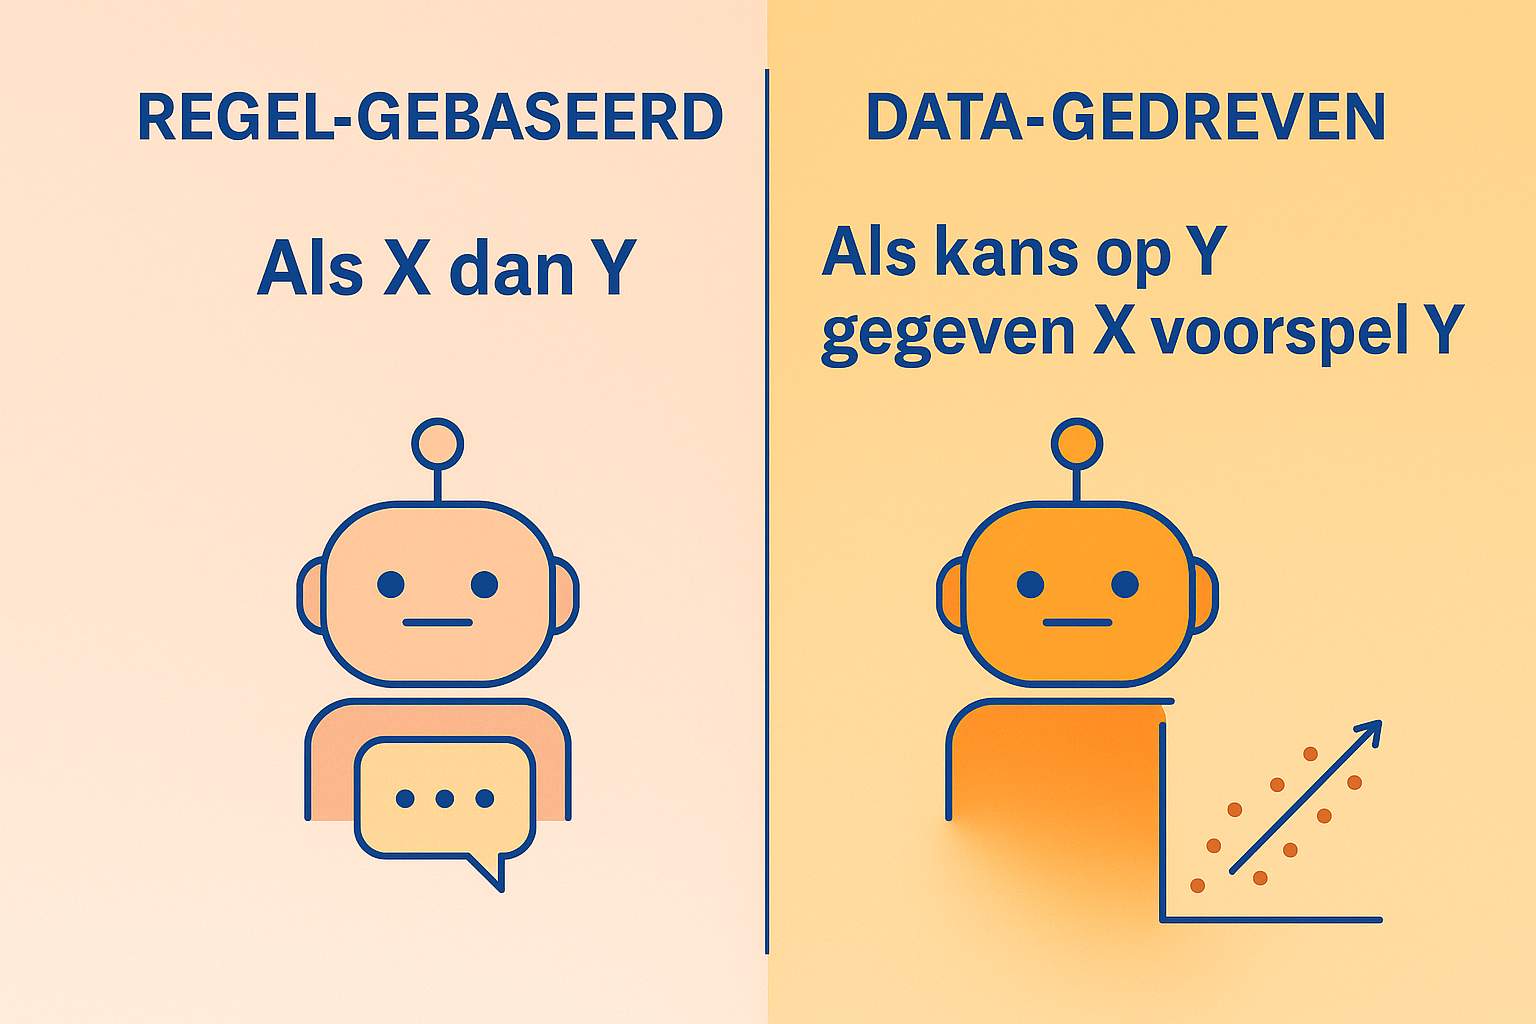 REGEL-GEBASEERD
Als X dan Y
DATA-GEDREVEN
Als kans op Y
gegeven X voorspel Y